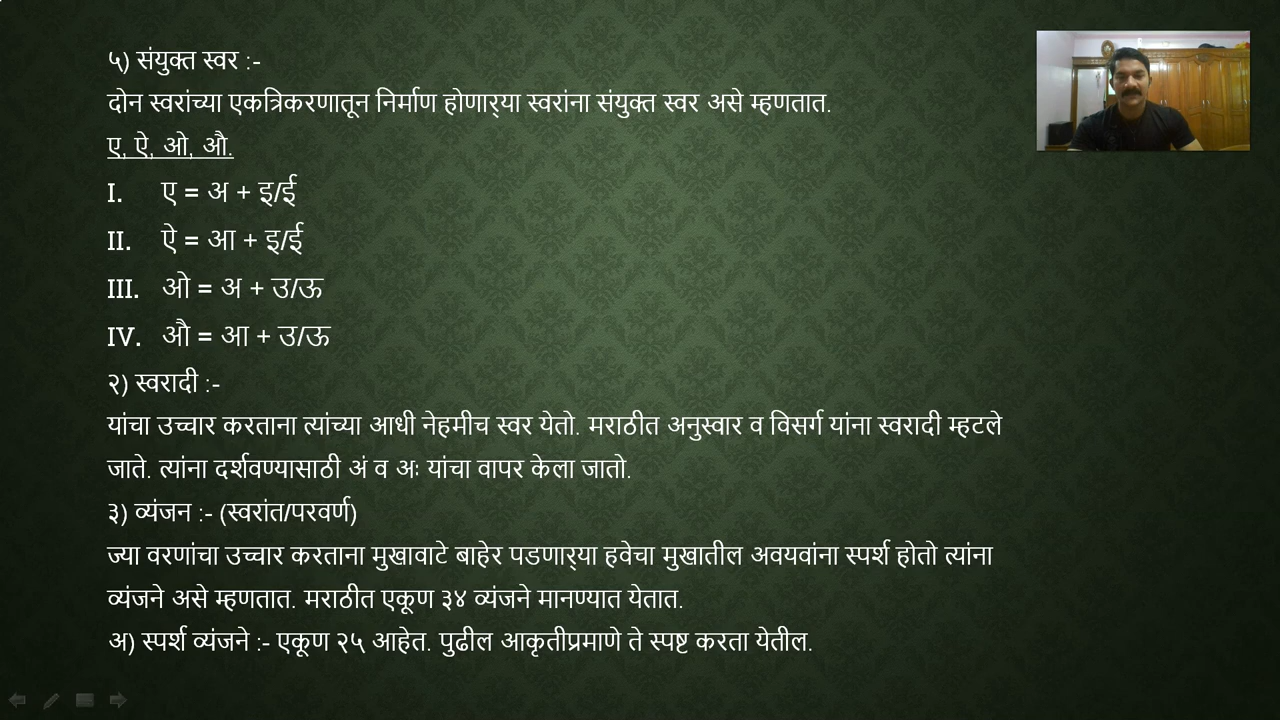 ५) संयुक्त स्वर :-
दोन स्वरांच्या एकत्रिकरणातून निर्माण होणाऱ्या स्वरांना संयुक्त स्वर असे म्हणतात.
ए, ऐ, ओ, औ.
I. ए = अ + इ/ई
II. ऐ = आ + इ/ई
III. ओ = अ + उ/ऊ
IV. औ = आ + उ/ऊ
२) स्वरादी :-
यांचा उच्चार करताना त्यांच्या आधी नेहमीच स्वर येतो. मराठीत अनुस्वार व विसर्ग यांना स्वरादी म्हटले
जाते. त्यांना दर्शवण्यासाठी अं व अः यांचा वापर केला जातो.
३) व्यंजन :- (स्वरांत/परवर्ण)
ज्या वरणांचा उच्चार करताना मुखावाटे बाहेर पडणाऱ्या हवेचा मुखातील अवयवांना स्पर्श होतो त्यांना
व्यंजने असे म्हणतात. मराठीत एकूण ३४ व्यंजने मानण्यात येतात.
अ) स्पर्श व्यंजने :- एकूण २५ आहेत. पुढील आकृतीप्रमाणे ते स्पष्ट करता येतील.